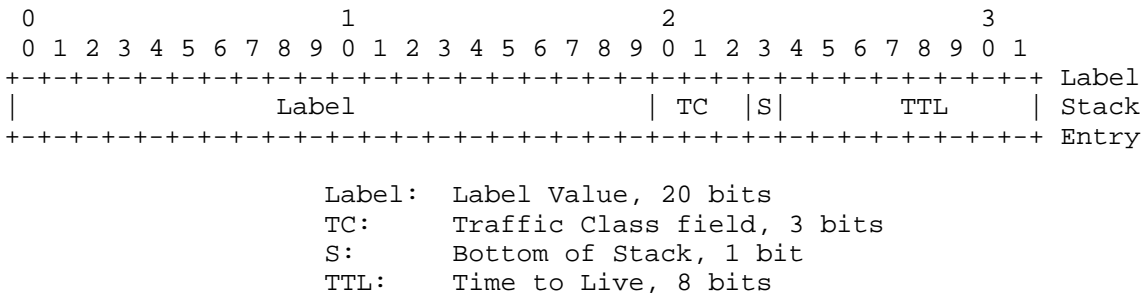 0                   1                   2                   3
 0 1 2 3 4 5 6 7 8 9 0 1 2 3 4 5 6 7 8 9 0 1 2 3 4 5 6 7 8 9 0 1
+-+-+-+-+-+-+-+-+-+-+-+-+-+-+-+-+-+-+-+-+-+-+-+-+-+-+-+-+-+-+-+-+ Label
|                Label                  | TC  |S|       TTL     | Stack
+-+-+-+-+-+-+-+-+-+-+-+-+-+-+-+-+-+-+-+-+-+-+-+-+-+-+-+-+-+-+-+-+ Entry
                    Label:  Label Value, 20 bits
                    TC:     Traffic Class field, 3 bits
                    S:      Bottom of Stack, 1 bit
                    TTL:    Time to Live, 8 bits